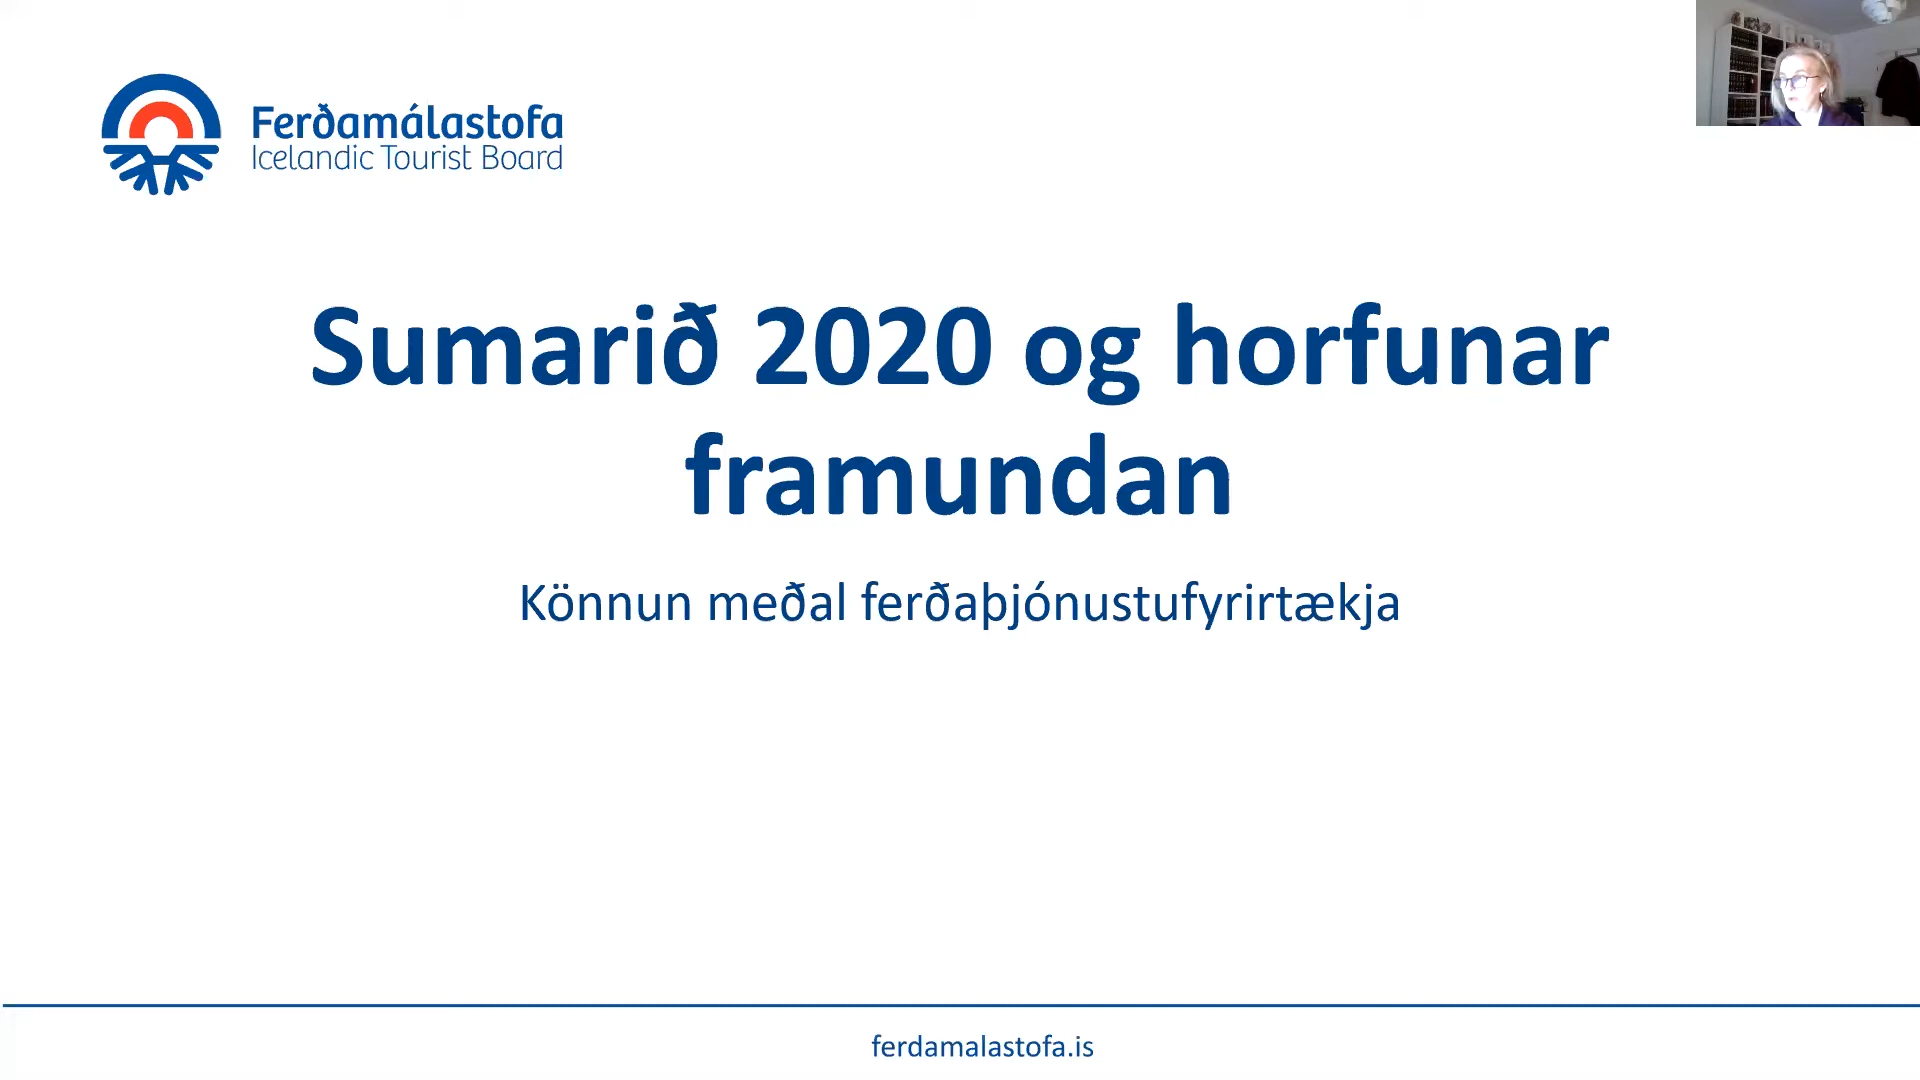 Ferðamálastofa
Icelandic Tourist Board
Sumarið 2020 og horfunar
framundan
Könnun meðal ferðaþjónustufyrirtækja
ferdamalastofa.is